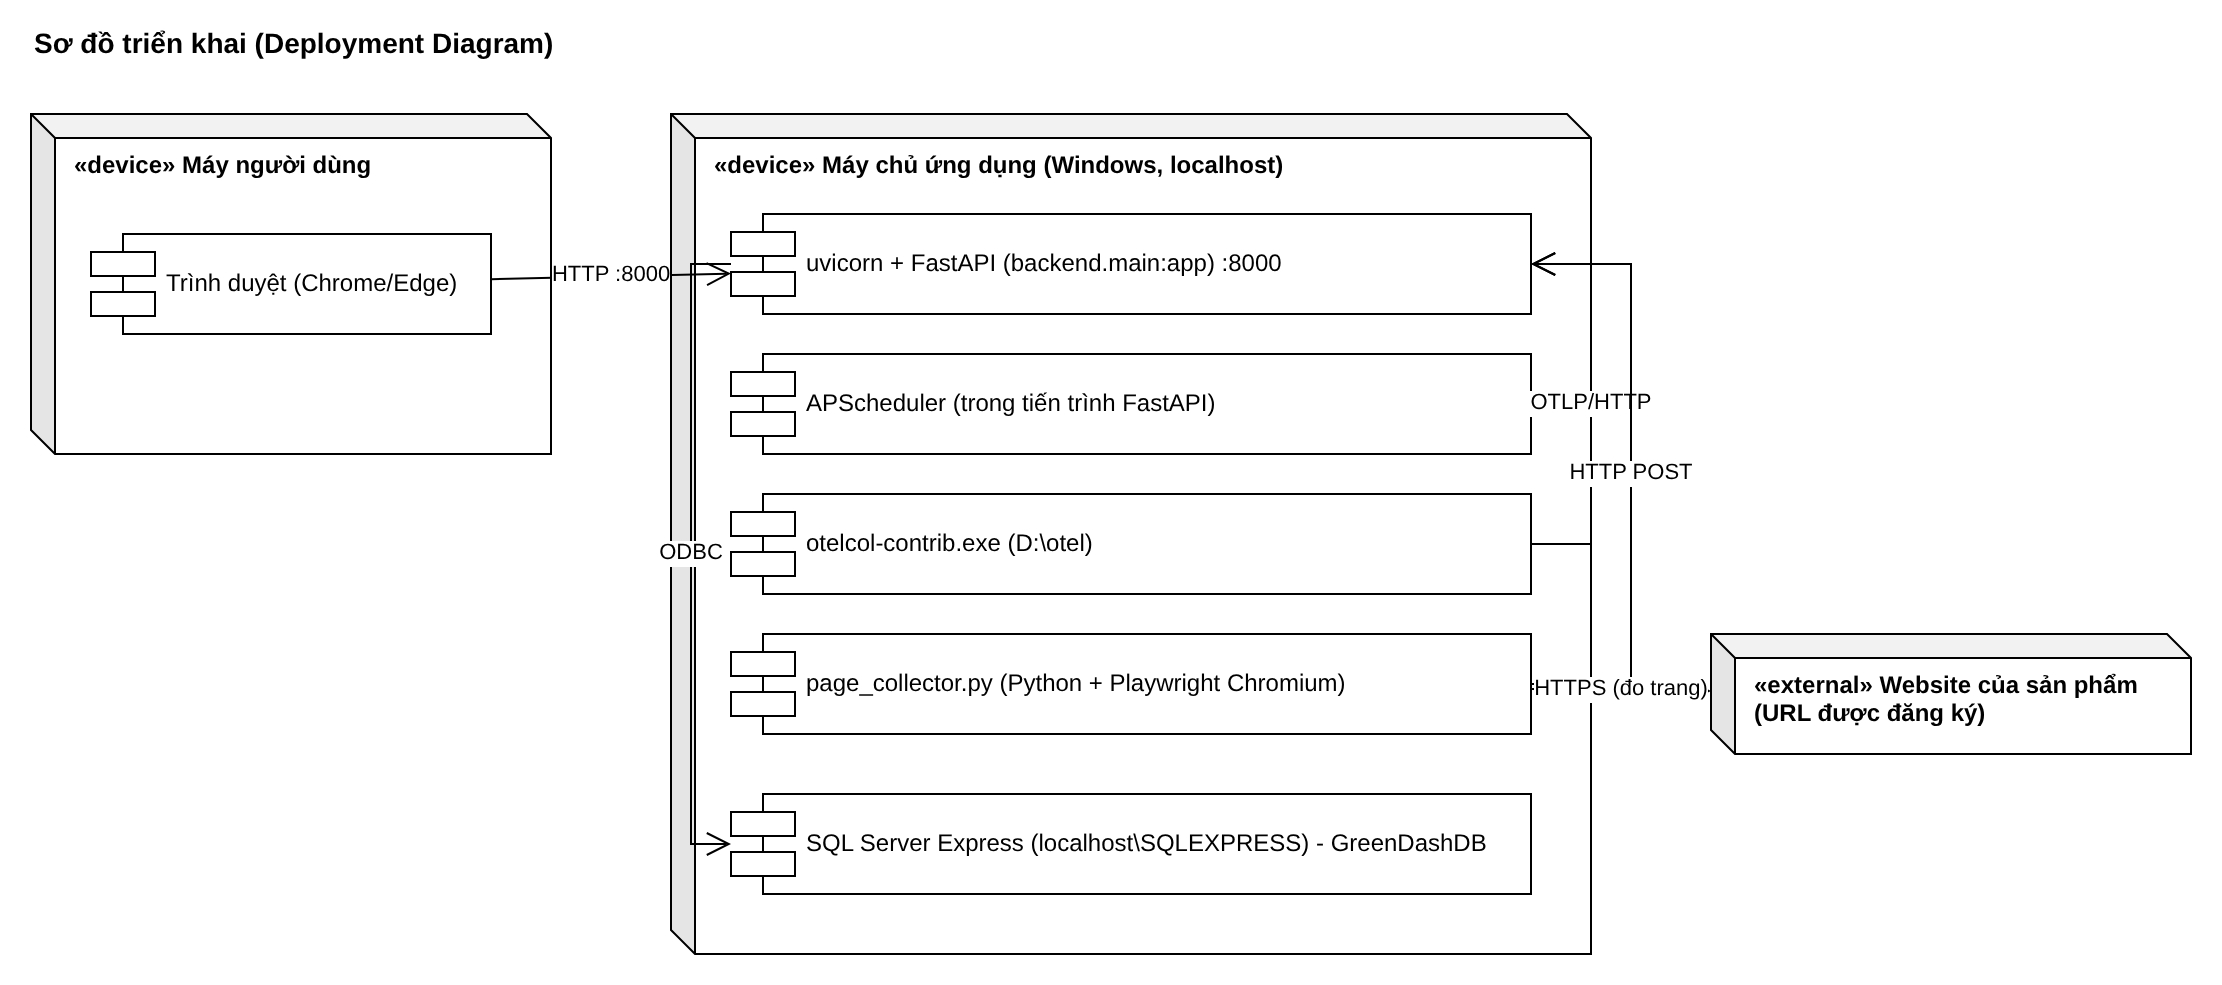 Sơ đồ triển khai (Deployment Diagram)
«device» Máy người dùng
Trình duyệt (Chrome/Edge)
HTTP :8000
«device» Máy chủ ứng dụng (Windows, localhost)
uvicorn + FastAPI (backend.main:app) :8000
APScheduler (trong tiến trình FastAPI)
OTLP/HTTP
HTTP POST
otelcol-contrib.exe (D:\otel)
ODBC
page_collector.py (Python + Playwright Chromium)
HTTPS (đo trang)
«external» Website của sản phẩm
(URL được đăng ký)
SQL Server Express (localhost\SQLEXPRESS) - GreenDashDB